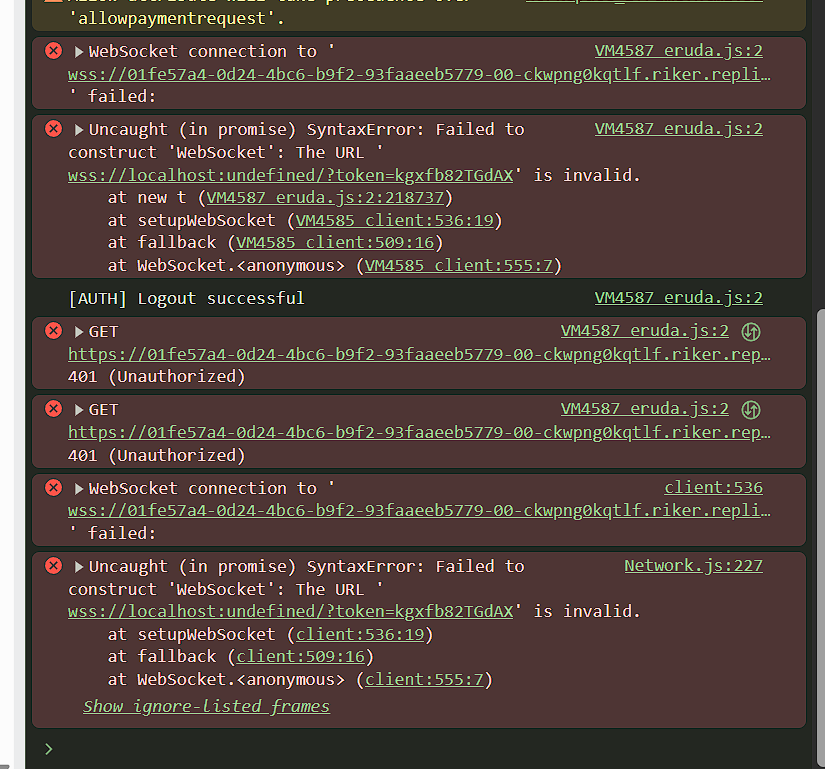 'allowpaymentrequest'.
WebSocket connection to ' VM4587 eruda.js:2
wss://01fe57a4-0d24-4bc6-b9f2-93faaeeb5779-00-ckwpng0kqtlf.riker.repli…
' failed:
Uncaught (in promise) SyntaxError: Failed to VM4587 eruda.js:2
construct 'WebSocket': The URL '
wss://localhost:undefined/?token=kgxfb82TGdAX' is invalid.
at new t (VM4587 eruda.js:2:218737)
at setupWebSocket (VM4585 client:536:19)
at fallback (VM4585 client:509:16)
at WebSocket.<anonymous> (VM4585 client:555:7)
[AUTH] Logout successful VM4587 eruda.js:2
GET VM4587 eruda.js:2
https://01fe57a4-0d24-4bc6-b9f2-93faaeeb5779-00-ckwpng0kqtlf.riker.rep…
401 (Unauthorized)
GET VM4587 eruda.js:2
https://01fe57a4-0d24-4bc6-b9f2-93faaeeb5779-00-ckwpng0kqtlf.riker.rep…
401 (Unauthorized)
WebSocket connection to ' client:536
wss://01fe57a4-0d24-4bc6-b9f2-93faaeeb5779-00-ckwpng0kqtlf.riker.repli…
' failed:
Uncaught (in promise) SyntaxError: Failed to Network.js:227
construct 'WebSocket': The URL '
wss://localhost:undefined/?token=kgxfb82TGdAX' is invalid.
at setupWebSocket (client:536:19)
at fallback (client:509:16)
at WebSocket.<anonymous> (client:555:7)
Show ignore-listed frames